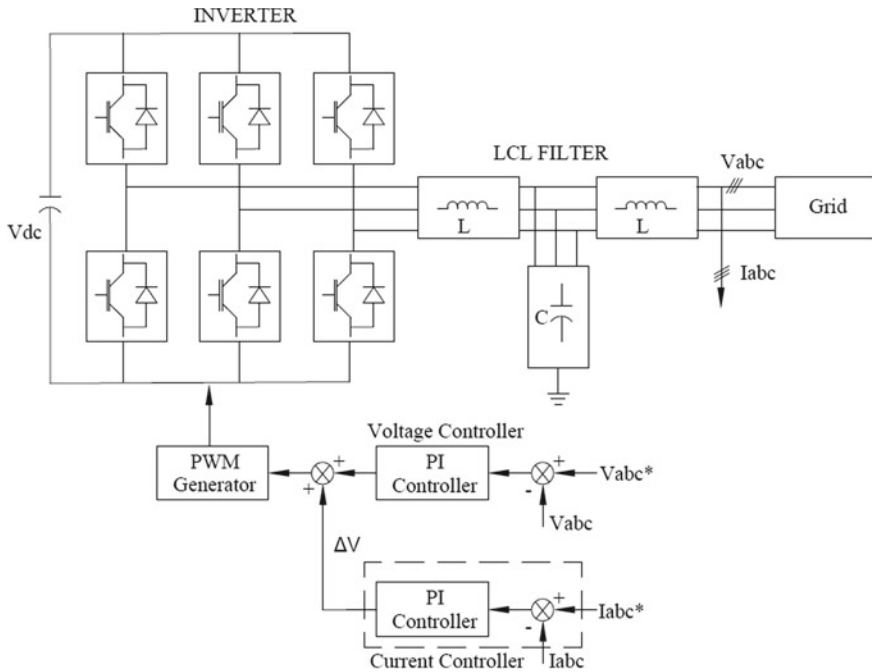 INVERTER
LCL FILTER
Vabc
Vdc
L
L
Grid
Iabc
C
Voltage Controller
PWM
Generator
+
+
PI
Controller
+
-
Vabc*
Vabc
ΔV
PI
Controller
+
-
Iabc*
Iabc
Current Controller